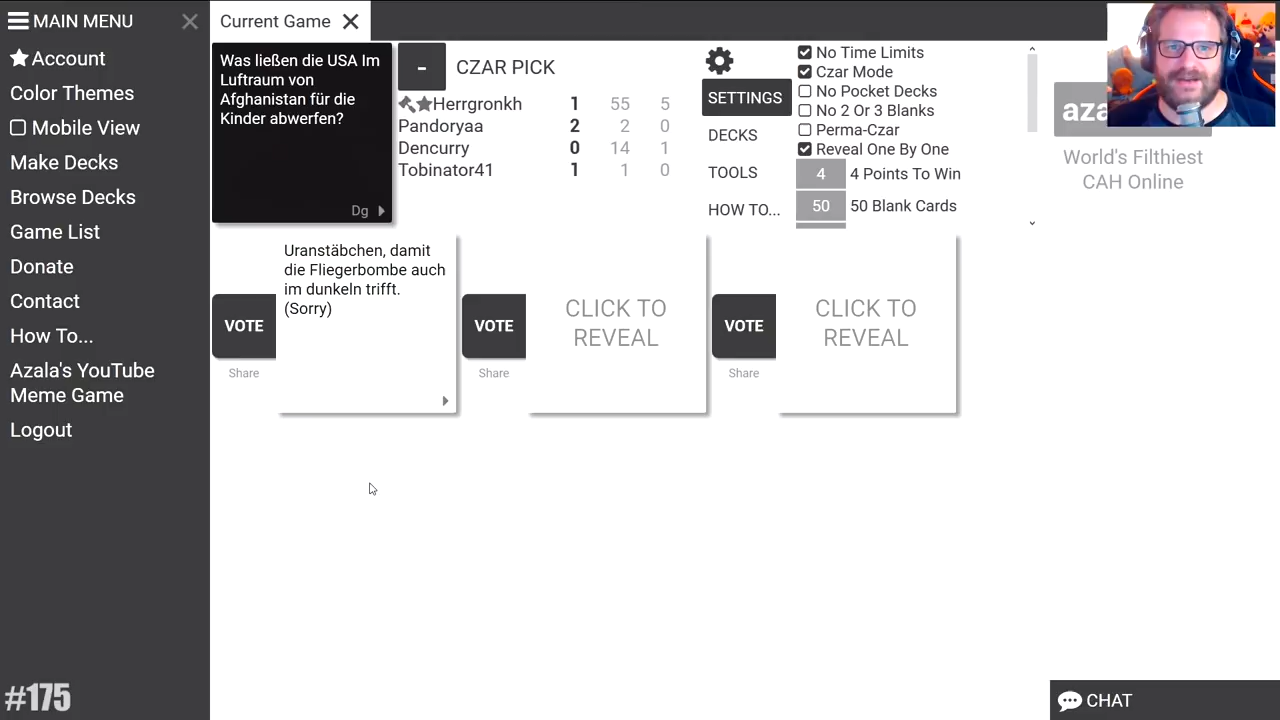 MAIN MENU
Account
Color Themes
Mobile View
Make Decks
Browse Decks
Game List
Donate
Contact
How To...
Azala's YouTube
Meme Game
Logout
#175
Current Game
Was ließen die USA Im
Luftraum von
Afghanistan für die
Kinder abwerfen?
Dg
-
CZAR PICK
Herrgronkh 1 55 5
Pandoryaa 2 2 0
Dencurry 0 14 1
Tobinator41 1 1 0
SETTINGS
DECKS
TOOLS
HOW TO...
No Time Limits
Czar Mode
No Pocket Decks
No 2 Or 3 Blanks
Perma-Czar
Reveal One By One
4 4 Points To Win
50 50 Blank Cards
World's Filthiest
CAH Online
VOTE
Share
Uranstäbchen, damit
die Fliegerbombe auch
im dunkeln trifft.
(Sorry)
VOTE
Share
CLICK TO
REVEAL
VOTE
Share
CLICK TO
REVEAL
CHAT